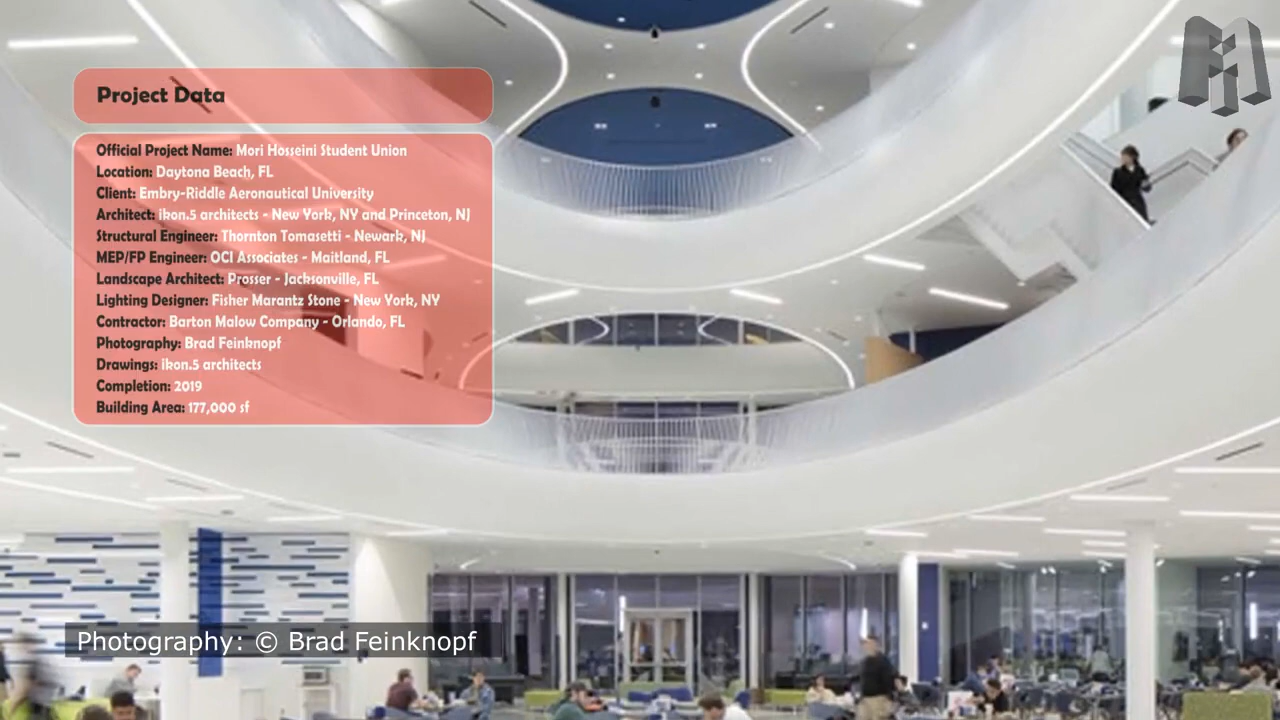 Project Data
Official Project Name: Mori Hosseini Student Union
Location: Daytona Beach, FL
Client: Embry-Riddle Aeronautical University
Architect: ikon.5 architects - New York, NY and Princeton, NJ
Structural Engineer: Thornton Tomasetti - Newark, NJ
MEP/FP Engineer: OCI Associates - Maitland, FL
Landscape Architect: Prosser - Jacksonville, FL
Lighting Designer: Fisher Marantz Stone - New York, NY
Contractor: Barton Malow Company - Orlando, FL
Photography: Brad Feinknopf
Drawings: ikon.5 architects
Completion: 2019
Building Area: 177,000 sf
Photography: © Brad Feinknopf